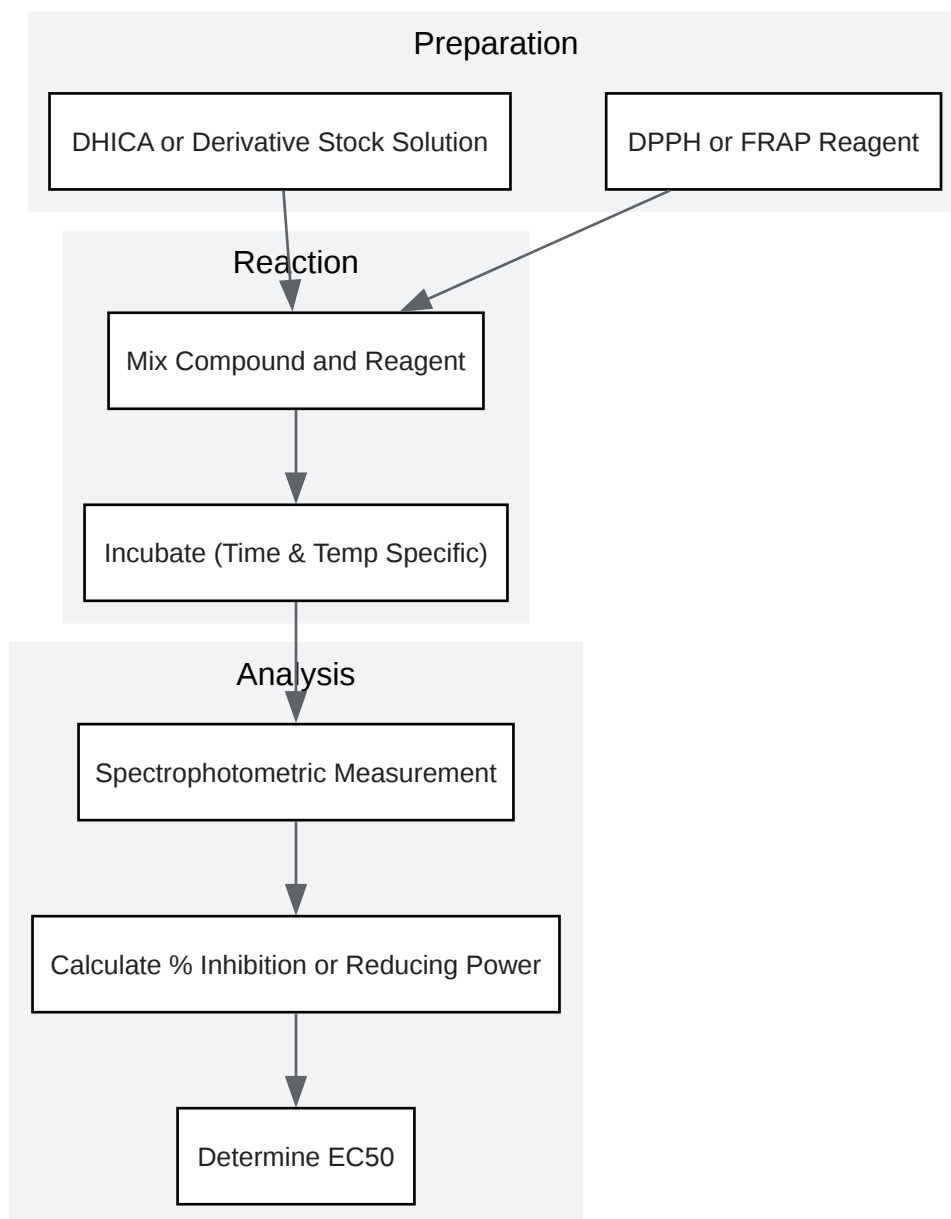 Preparation
DHICA or Derivative Stock Solution
DPPH or FRAP Reagent
Reaction
Mix Compound and Reagent
Incubate (Time & Temp Specific)
Analysis
Spectrophotometric Measurement
Calculate % Inhibition or Reducing Power
Determine EC50